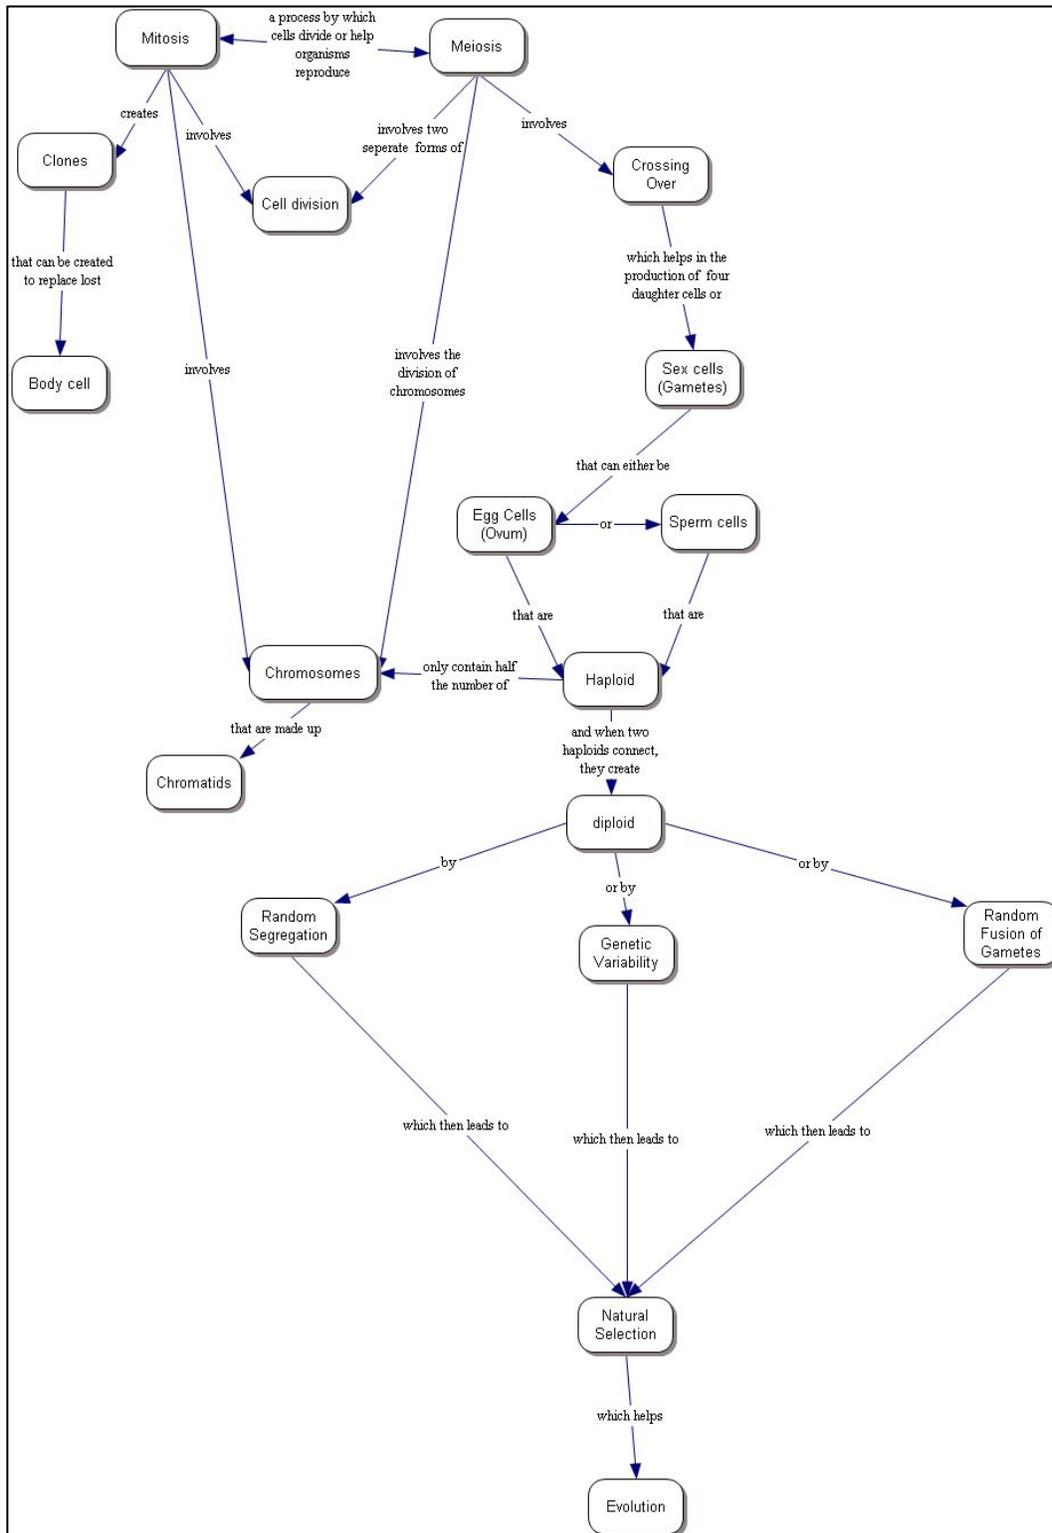 Mitosis
a process by which
cells divide or help
organisms
reproduce
Meiosis
creates
involves
involves two
seperate forms of
involves
Clones
Cell division
Crossing
Over
that can be created
to replace lost
which helps in the
production of four
daughter cells or
Body cell
involves
involves the
division of
chromosomes
Sex cells
(Gametes)
that can either be
Egg Cells
(Ovum)
or
Sperm cells
that are
that are
Chromosomes
only contain half
the number of
Haploid
that are made up
and when two
haploids connect,
they create
Chromatids
diploid
by
or by
or by
Random
Segregation
Genetic
Variability
Random
Fusion of
Gametes
which then leads to
which then leads to
which then leads to
Natural
Selection
which helps
Evolution